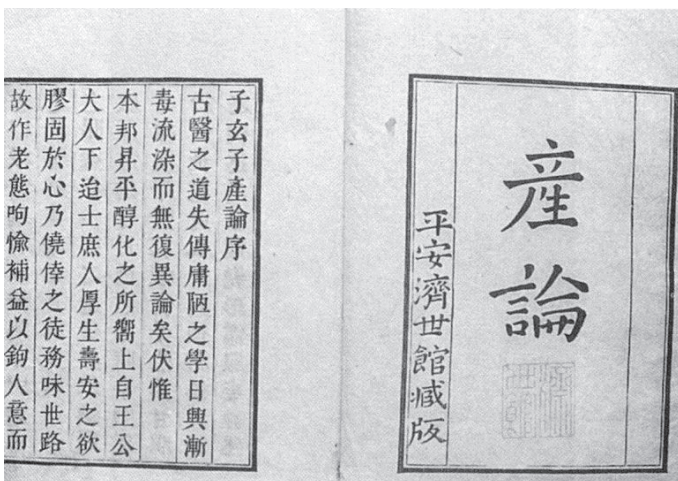 産論
平安濟世館藏版
子玄子產論序
古醫之道失傳庸陋之學日興漸
毒流染而無復異論矣伏惟
本邦昇平醇化之所嚮上自王公
大人下迨士庶人厚生壽安之欲
膠固於心乃僥倖之徒務味世路
故作老態呴愉補益以鉤人意而